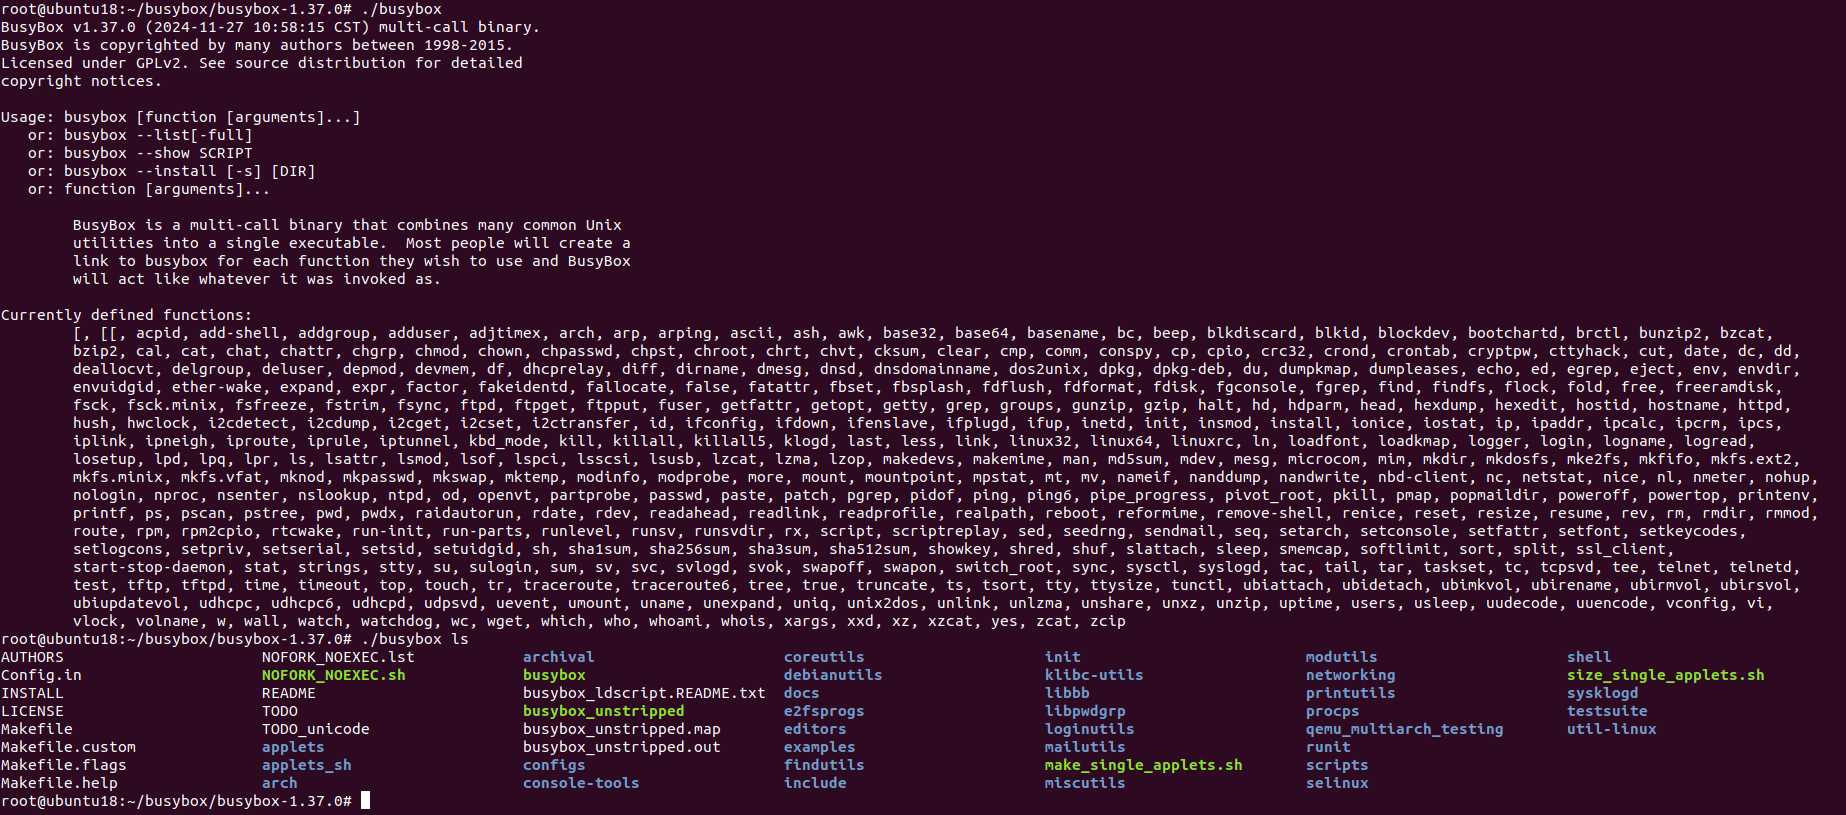 root@ubuntu18:~/busybox/busybox-1.37.0# ./busybox
BusyBox v1.37.0 (2024-11-27 10:58:15 CST) multi-call binary.
BusyBox is copyrighted by many authors between 1998-2015.
Licensed under GPLv2. See source distribution for detailed
copyright notices.

Usage: busybox [function [arguments]...]
   or: busybox --list[-full]
   or: busybox --show SCRIPT
   or: busybox --install [-s] [DIR]
   or: function [arguments]...

        BusyBox is a multi-call binary that combines many common Unix
        utilities into a single executable.  Most people will create a
        link to busybox for each function they wish to use and BusyBox
        will act like whatever it was invoked as.

Currently defined functions:
        [, [[, acpid, add-shell, addgroup, adduser, adjtimex, arch, arp, arping, ascii, ash, awk, base32, base64, basename, bc, beep, blkdiscard, blkid, blockdev, bootchartd, brctl, bunzip2, bzcat,
        bzip2, cal, cat, chat, chattr, chgrp, chmod, chown, chpasswd, chpst, chroot, chrt, chvt, cksum, clear, cmp, comm, conspy, cp, cpio, crc32, crond, crontab, cryptpw, cttyhack, cut, date, dc, dd,
        deallocvt, delgroup, deluser, depmod, devmem, df, dhcprelay, diff, dirname, dmesg, dnsd, dnsdomainname, dos2unix, dpkg, dpkg-deb, du, dumpkmap, dumpleases, echo, ed, egrep, eject, env, envdir,
        envuidgid, ether-wake, expand, expr, factor, fakeidentd, fallocate, false, fatattr, fbset, fbsplash, fdflush, fdformat, fdisk, fgconsole, fgrep, find, findfs, flock, fold, free, freeramdisk,
        fsck, fsck.minix, fsfreeze, fstrim, fsync, ftpd, ftpget, ftpput, fuser, getfattr, getopt, getty, grep, groups, gunzip, gzip, halt, hd, hdparm, head, hexdump, hexedit, hostid, hostname, httpd,
        hush, hwclock, i2cdetect, i2cdump, i2cget, i2cset, i2ctransfer, id, ifconfig, ifdown, ifenslave, ifplugd, ifup, inetd, init, insmod, install, ionice, iostat, ip, ipaddr, ipcalc, ipcrm, ipcs,
        iplink, ipneigh, iproute, iprule, iptunnel, kbd_mode, kill, killall, killall5, klogd, last, less, link, linux32, linux64, linuxrc, ln, loadfont, loadkmap, logger, login, logname, logread,
        losetup, lpd, lpq, lpr, ls, lsattr, lsmod, lsof, lspci, lsscsi, lsusb, lzcat, lzma, lzop, makedevs, makemime, man, md5sum, mdev, mesg, microcom, mim, mkdir, mkdosfs, mke2fs, mkfifo, mkfs.ext2,
        mkfs.minix, mkfs.vfat, mknod, mkpasswd, mkswap, mktemp, modinfo, modprobe, more, mount, mountpoint, mpstat, mt, mv, nameif, nanddump, nandwrite, nbd-client, nc, netstat, nice, nl, nmeter, nohup,
        nologin, nproc, nsenter, nslookup, ntpd, od, openvt, partprobe, passwd, paste, patch, pgrep, pidof, ping, ping6, pipe_progress, pivot_root, pkill, pmap, popmaildir, poweroff, powertop, printenv,
        printf, ps, pscan, pstree, pwd, pwdx, raidautorun, rdate, rdev, readahead, readlink, readprofile, realpath, reboot, reformime, remove-shell, renice, reset, resize, resume, rev, rm, rmdir, rmmod,
        route, rpm, rpm2cpio, rtcwake, run-init, run-parts, runlevel, runsv, runsvdir, rx, script, scriptreplay, sed, seedrng, sendmail, seq, setarch, setconsole, setfattr, setfont, setkeycodes,
        setlogcons, setpriv, setserial, setsid, setuidgid, sh, sha1sum, sha256sum, sha3sum, sha512sum, showkey, shred, shuf, slattach, sleep, smemcap, softlimit, sort, split, ssl_client,
        start-stop-daemon, stat, strings, stty, su, sulogin, sum, sv, svc, svlogd, svok, swapoff, swapon, switch_root, sync, sysctl, syslogd, tac, tail, tar, taskset, tc, tcpsvd, tee, telnet, telnetd,
        test, tftp, tftpd, time, timeout, top, touch, tr, traceroute, traceroute6, tree, true, truncate, ts, tsort, tty, ttysize, tunctl, ubiattach, ubidetach, ubimkvol, ubirename, ubirmvol, ubirsvol,
        ubiupdatevol, udhcpc, udhcpc6, udhcpd, udpsvd, uevent, umount, uname, unexpand, uniq, unix2dos, unlink, unlzma, unshare, unxz, unzip, uptime, users, usleep, uudecode, uuencode, vconfig, vi,
        vlock, volname, w, wall, watch, watchdog, wc, wget, which, who, whoami, whois, xargs, xxd, xz, xzcat, yes, zcat, zcip
root@ubuntu18:~/busybox/busybox-1.37.0# ./busybox ls
AUTHORS NOFORK_NOEXEC.lst archival coreutils init modutils shell
Config.in NOFORK_NOEXEC.sh busybox debianutils klibc-utils networking size_single_applets.sh
INSTALL README busybox_ldscript.README.txt docs libbb printutils sysklogd
LICENSE TODO busybox_unstripped e2fsprogs libpwdgrp procps testsuite
Makefile TODO_unicode busybox_unstripped.map editors loginutils qemu_multiarch_testing util-linux
Makefile.custom applets busybox_unstripped.out examples mailutils runit
Makefile.flags applets_sh configs findutils make_single_applets.sh scripts
Makefile.help arch console-tools include miscutils selinux
root@ubuntu18:~/busybox/busybox-1.37.0#